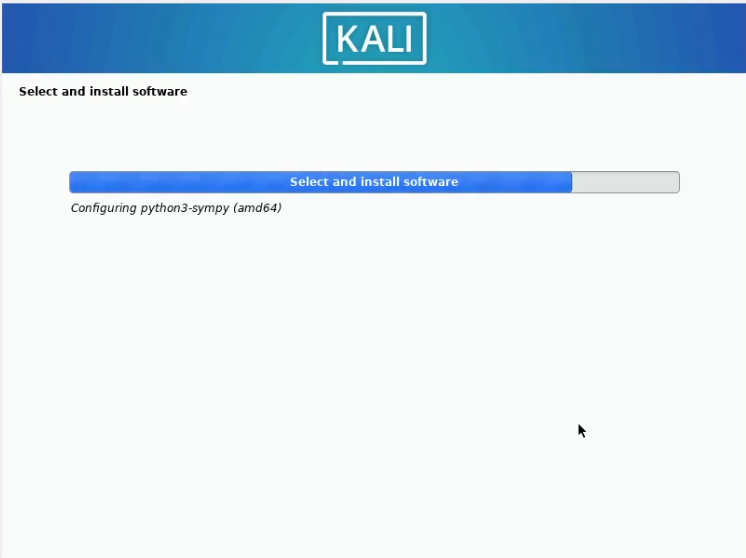 KALI
Select and install software
Select and install software
Configuring python3-sympy (amd64)